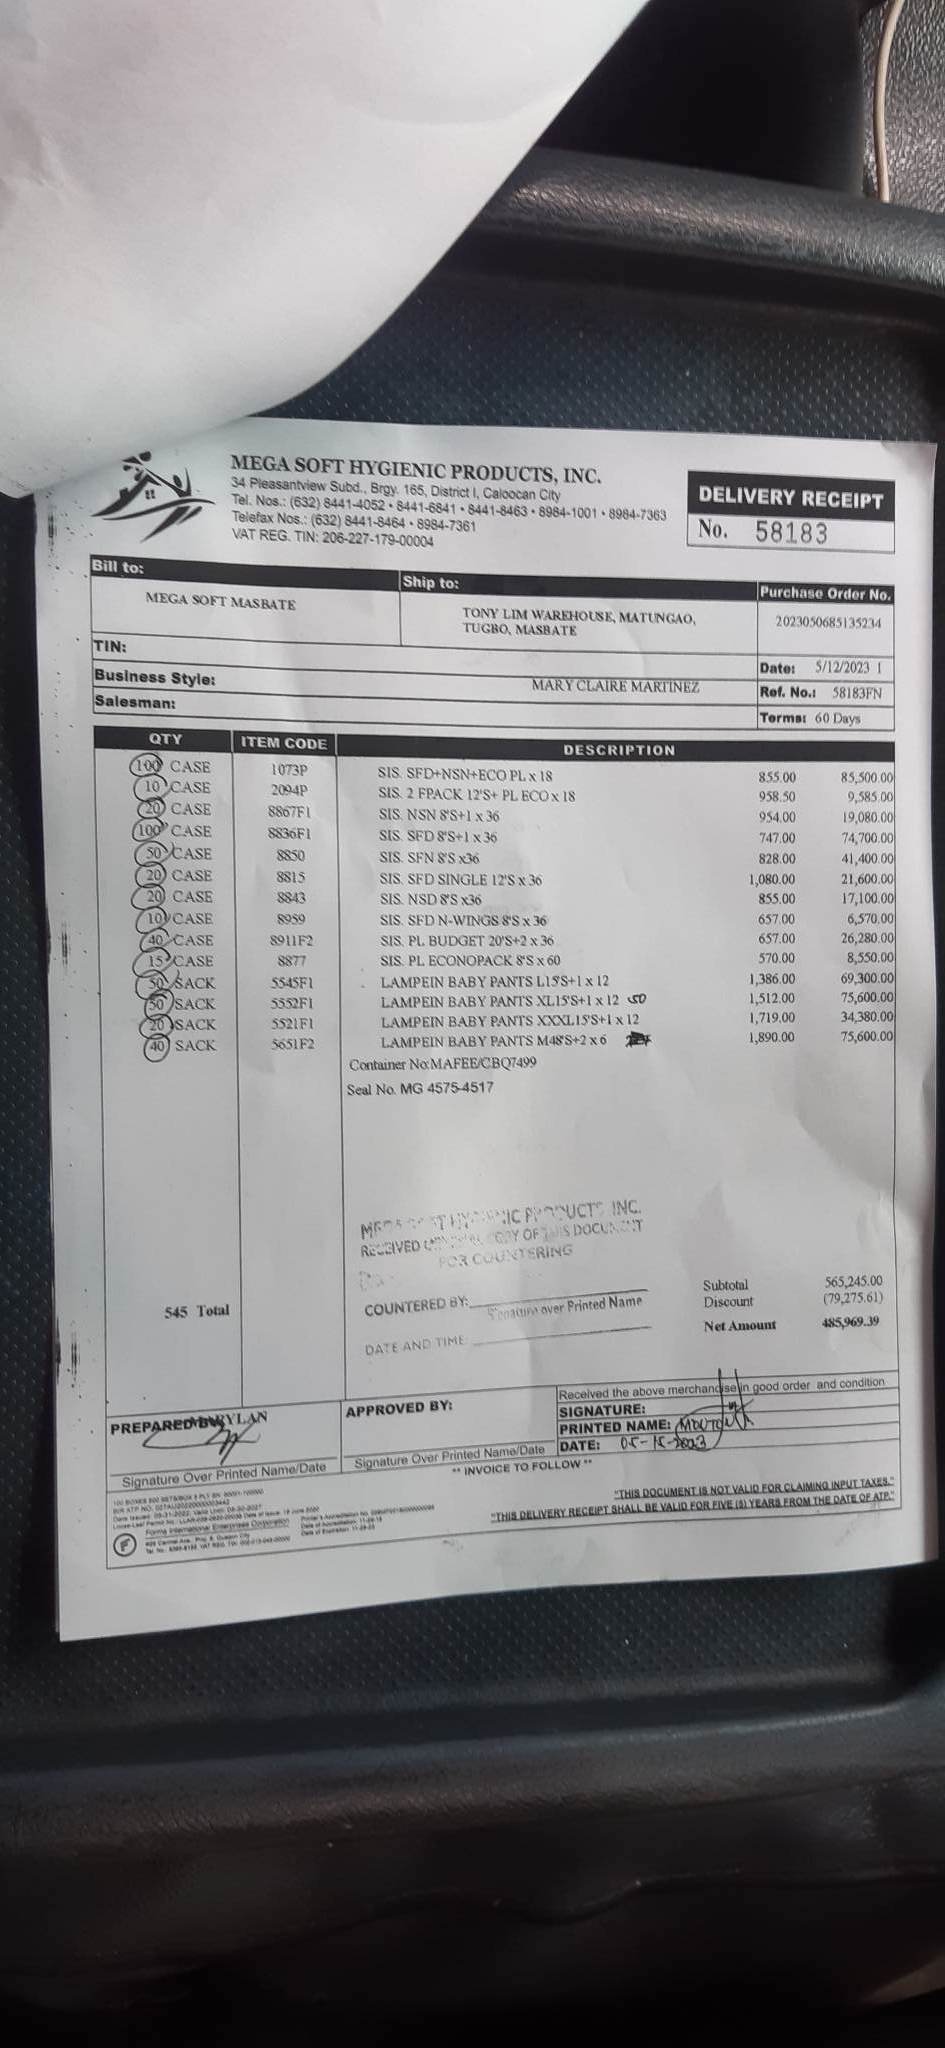 MEGA SOFT HYGIENIC PRODUCTS, INC.
34 Pleasantview Subd., Brgy. 165, District I, Caloocan City
Tel. Nos.: (632) 8441-4052 • 8441-6841 • 8441-8463 • 8984-1001 • 8984-7363
Telefax Nos.: (632) 8441-8464 • 8984-7361
VAT REG. TIN: 206-227-179-00004
DELIVERY RECEIPT
No. 58183
Bill to:
MEGA SOFT MASBATE
Ship to:
TONY LIM WAREHOUSE, MATUNGAO,
TUGBO, MASBATE
Purchase Order No.
2023050685135234
TIN:
Date: 5/12/2023 1
Business Style:
MARY CLAIRE MARTINEZ
Ref. No.: 58183FN
Salesman:
Terms: 60 Days
QTY ITEM CODE DESCRIPTION
100 CASE 1073P SIS. SFD+NSN+ECO PL x 18 855.00 85,500.00
10 CASE 2094P SIS. 2 FPACK 12'S+ PL ECO x 18 958.50 9,585.00
20 CASE 8867F1 SIS. NSN 8'S+1 x 36 954.00 19,080.00
100 CASE 8836F1 SIS. SFD 8'S+1 x 36 747.00 74,700.00
50 CASE 8850 SIS. SFN 8'S x36 828.00 41,400.00
20 CASE 8815 SIS. SFD SINGLE 12'S x 36 1,080.00 21,600.00
20 CASE 8843 SIS. NSD 8'S x36 855.00 17,100.00
10 CASE 8959 SIS. SFD N-WINGS 8'S x 36 657.00 6,570.00
40 CASE 8911F2 SIS. PL BUDGET 20'S+2 x 36 657.00 26,280.00
15 CASE 8877 SIS. PL ECONOPACK 8'S x 60 570.00 8,550.00
50 SACK 5545F1 LAMPEIN BABY PANTS L15'S+1 x 12 1,386.00 69,300.00
50 SACK 5552F1 LAMPEIN BABY PANTS XL15'S+1 x 12 50 1,512.00 75,600.00
20 SACK 5521F1 LAMPEIN BABY PANTS XXXL15'S+1 x 12 1,719.00 34,380.00
40 SACK 5651F2 LAMPEIN BABY PANTS M48'S+2 x 6 1,890.00 75,600.00
Container No:MAFEE/CBQ7499
Seal No. MG 4575-4517
INC.
RECEIVED COPY OF THIS DOCUMENT
FOR COUNTERING
COUNTERED BY:
Signature over Printed Name
DATE AND TIME:
545 Total
Subtotal 565,245.00
Discount (79,275.61)
Net Amount 485,969.39
PREPARED BY
APPROVED BY:
Signature Over Printed Name/Date
Signature Over Printed Name/Date
Received the above merchandise in good order and condition
SIGNATURE:
PRINTED NAME:
DATE: 05-15-2023
** INVOICE TO FOLLOW **
"THIS DOCUMENT IS NOT VALID FOR CLAIMING INPUT TAXES."
"THIS DELIVERY RECEIPT SHALL BE VALID FOR FIVE (5) YEARS FROM THE DATE OF ATP."
Forms International Enterprises Corporation